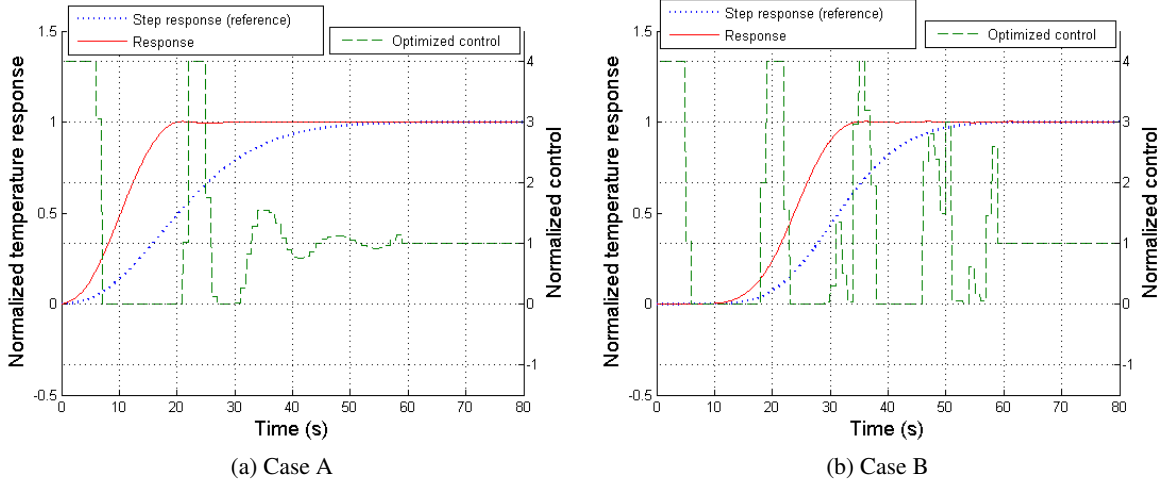 Step response (reference)
Response
Optimized control
1.5
1
0.5
0
-0.5
4
3
2
1
0
-1
Normalized temperature response
Normalized control
0 10 20 30 40 50 60 70 80
Time (s)
(a) Case A
Step response (reference)
Response
Optimized control
1.5
1
0.5
0
-0.5
4
3
2
1
0
-1
Normalized temperature response
Normalized control
0 10 20 30 40 50 60 70 80
Time (s)
(b) Case B